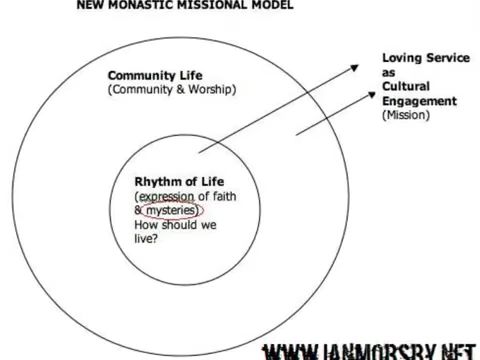 NEW MONASTIC MISSIONAL MODEL
Community Life
(Community & Worship)
Loving Service
as
Cultural
Engagement
(Mission)
Rhythm of Life
(expression of faith
& mysteries)
How should we
live?
WWW.IANMOBSBY.NET